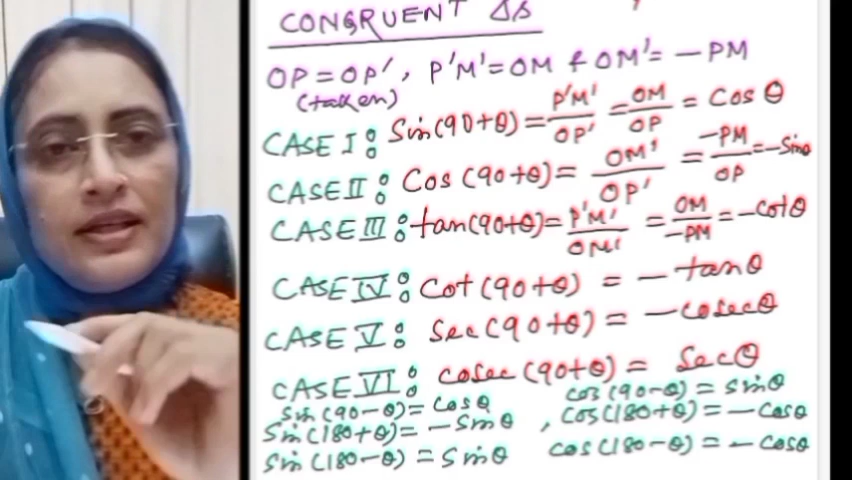 CONGRUENT Δs
OP = OP', P'M' = OM & OM' = - PM
(taken)
CASE I: Sin(90+θ) = P'M'/OP' = OM/OP = Cos θ
CASE II: Cos (90+θ) = OM'/OP' = -PM/OP = - Sinθ
CASE III: tan(90+θ) = P'M'/OM' = OM/-PM = - Cotθ
CASE IV: Cot (90+θ) = - tanθ
CASE V: Sec (90+θ) = - Cosecθ
CASE VI: Cosec (90+θ) = Secθ
Sin (90-θ) = Cosθ cos (90-θ) = Sinθ
Sin (180+θ) = - Sinθ , Cos (180+θ) = - Cosθ
Sin (180-θ) = Sinθ Cos (180-θ) = - Cosθ